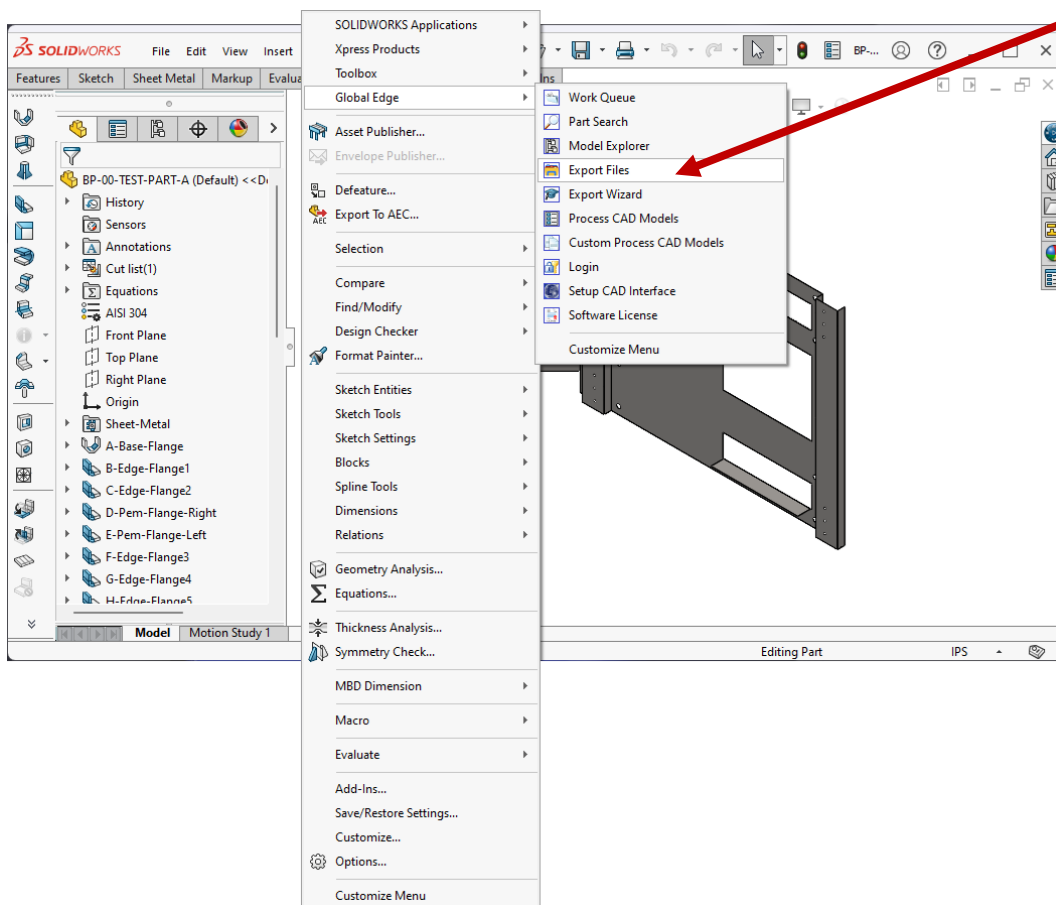 SOLIDWORKS File Edit View Insert
BP-...
Features Sketch Sheet Metal Markup Evalua
BP-00-TEST-PART-A (Default) <<D
History
Sensors
Annotations
Cut list(1)
Equations
AISI 304
Front Plane
Top Plane
Right Plane
Origin
Sheet-Metal
A-Base-Flange
B-Edge-Flange1
C-Edge-Flange2
D-Pem-Flange-Right
E-Pem-Flange-Left
F-Edge-Flange3
G-Edge-Flange4
H-Edge-Flange5
Model Motion Study 1
SOLIDWORKS Applications
Xpress Products
Toolbox
Global Edge
Asset Publisher...
Envelope Publisher...
Defeature...
AEC Export To AEC...
Selection
Compare
Find/Modify
Design Checker
Format Painter...
Sketch Entities
Sketch Tools
Sketch Settings
Blocks
Spline Tools
Dimensions
Relations
Geometry Analysis...
Equations...
Thickness Analysis...
Symmetry Check...
MBD Dimension
Macro
Evaluate
Add-Ins...
Save/Restore Settings...
Customize...
Options...
Customize Menu
Ins
Work Queue
Part Search
Model Explorer
Export Files
Export Wizard
Process CAD Models
Custom Process CAD Models
Login
Setup CAD Interface
Software License
Customize Menu
Editing Part IPS